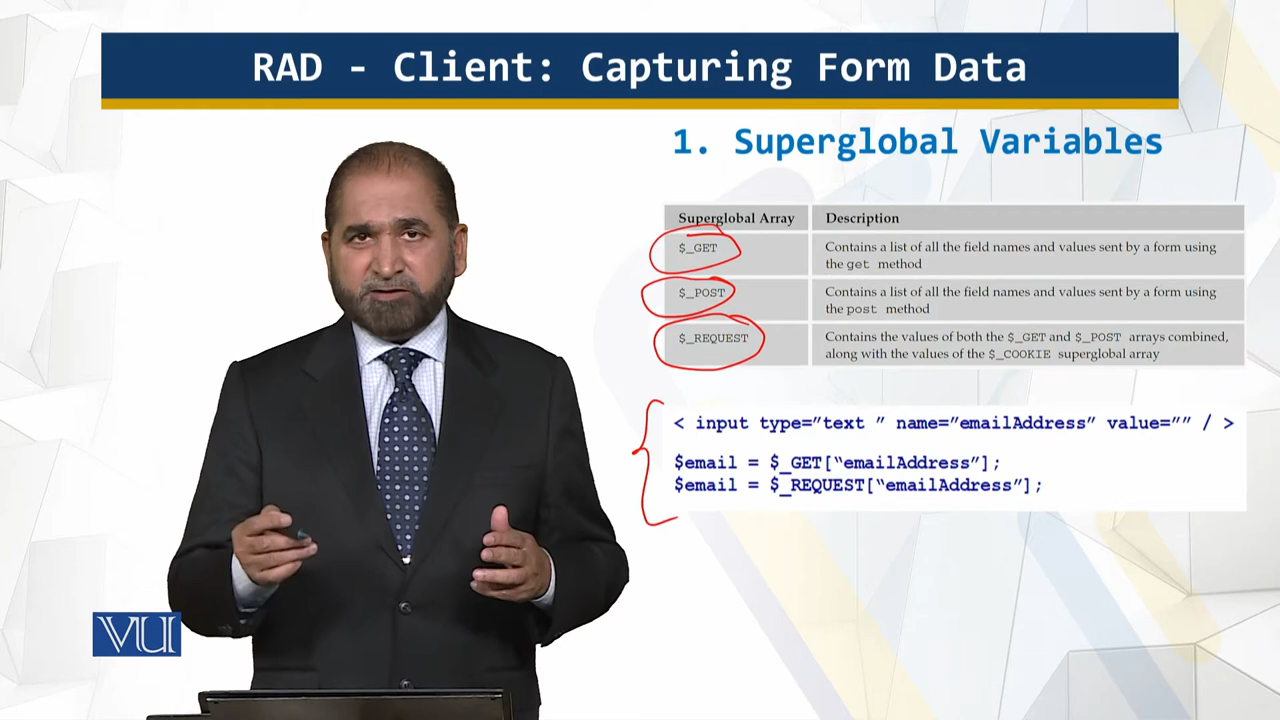 RAD - Client: Capturing Form Data
1. Superglobal Variables
Superglobal Array Description
$_GET Contains a list of all the field names and values sent by a form using
the get method
$_POST Contains a list of all the field names and values sent by a form using
the post method
$_REQUEST Contains the values of both the $_GET and $_POST arrays combined,
along with the values of the $_COOKIE superglobal array
< input type=”text ” name=”emailAddress” value=”” / >
$email = $_GET[“emailAddress”];
$email = $_REQUEST[“emailAddress”];
VU